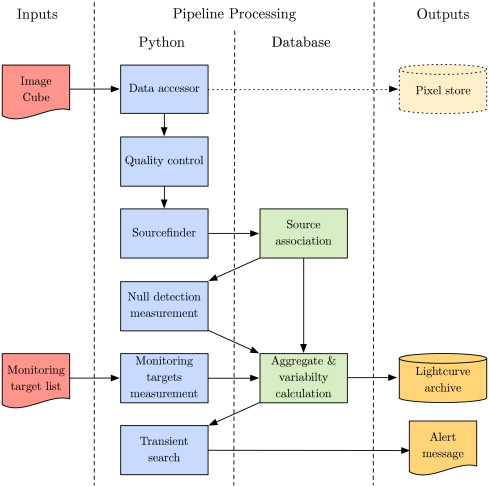 Inputs
Pipeline Processing
Outputs
Python
Database
Image
Cube
Data accessor
Pixel store
Quality control
Sourcefinder
Source
association
Null detection
measurement
Monitoring
target list
Monitoring
targets
measurement
Aggregate &
variabilty
calculation
Lightcurve
archive
Transient
search
Alert
message